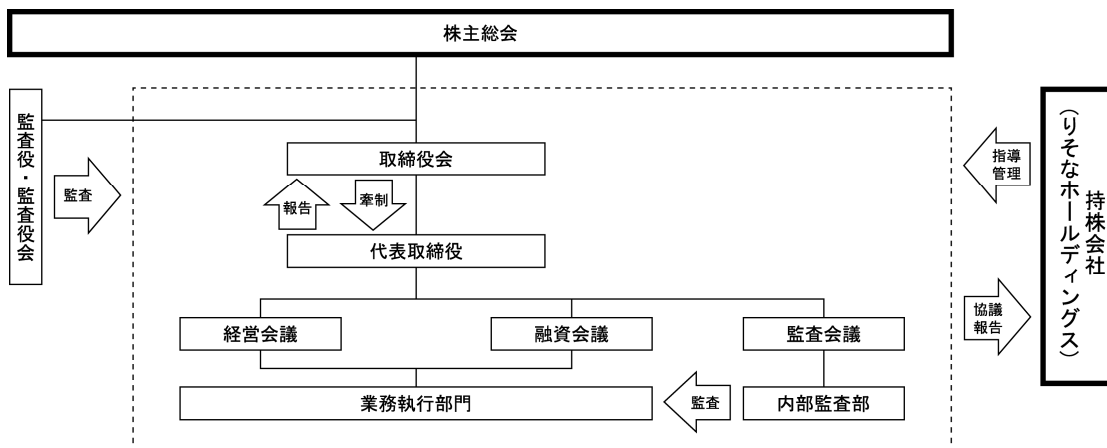 株主総会
監査役・監査役会
監査
取締役会
報告
牽制
代表取締役
経営会議
融資会議
監査会議
業務執行部門
監査
内部監査部
指導
管理
協議
報告
持株会社
（りそなホールディングス）